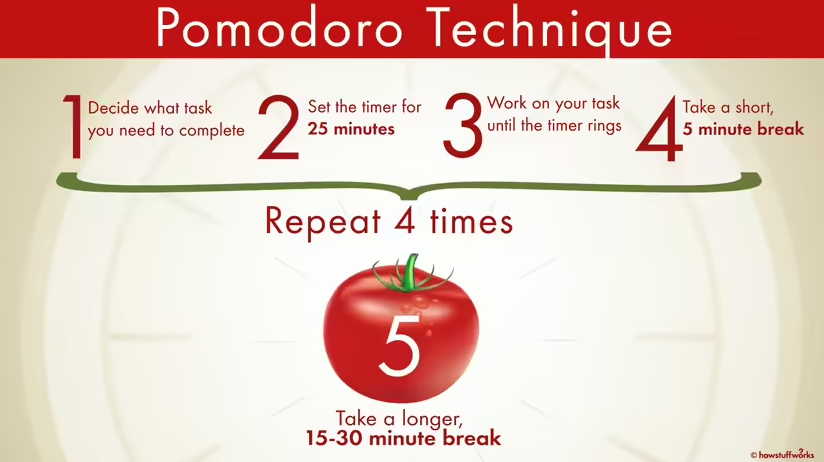 Pomodoro Technique
1
Decide what task
you need to complete
2
Set the timer for
25 minutes
3
Work on your task
until the timer rings
4
Take a short,
5 minute break
Repeat 4 times
5
Take a longer,
15-30 minute break
© howstuffworks